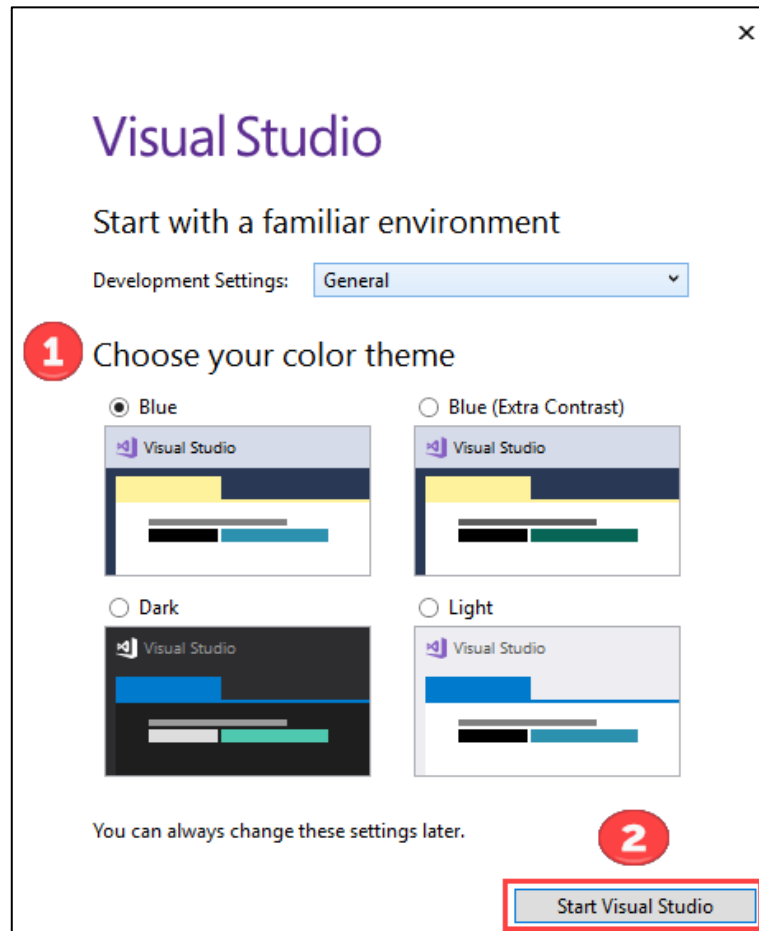 Visual Studio
Start with a familiar environment
Development Settings: General
1 Choose your color theme
Blue
Blue (Extra Contrast)
Visual Studio
Visual Studio
Dark
Light
Visual Studio
Visual Studio
You can always change these settings later.
2
Start Visual Studio